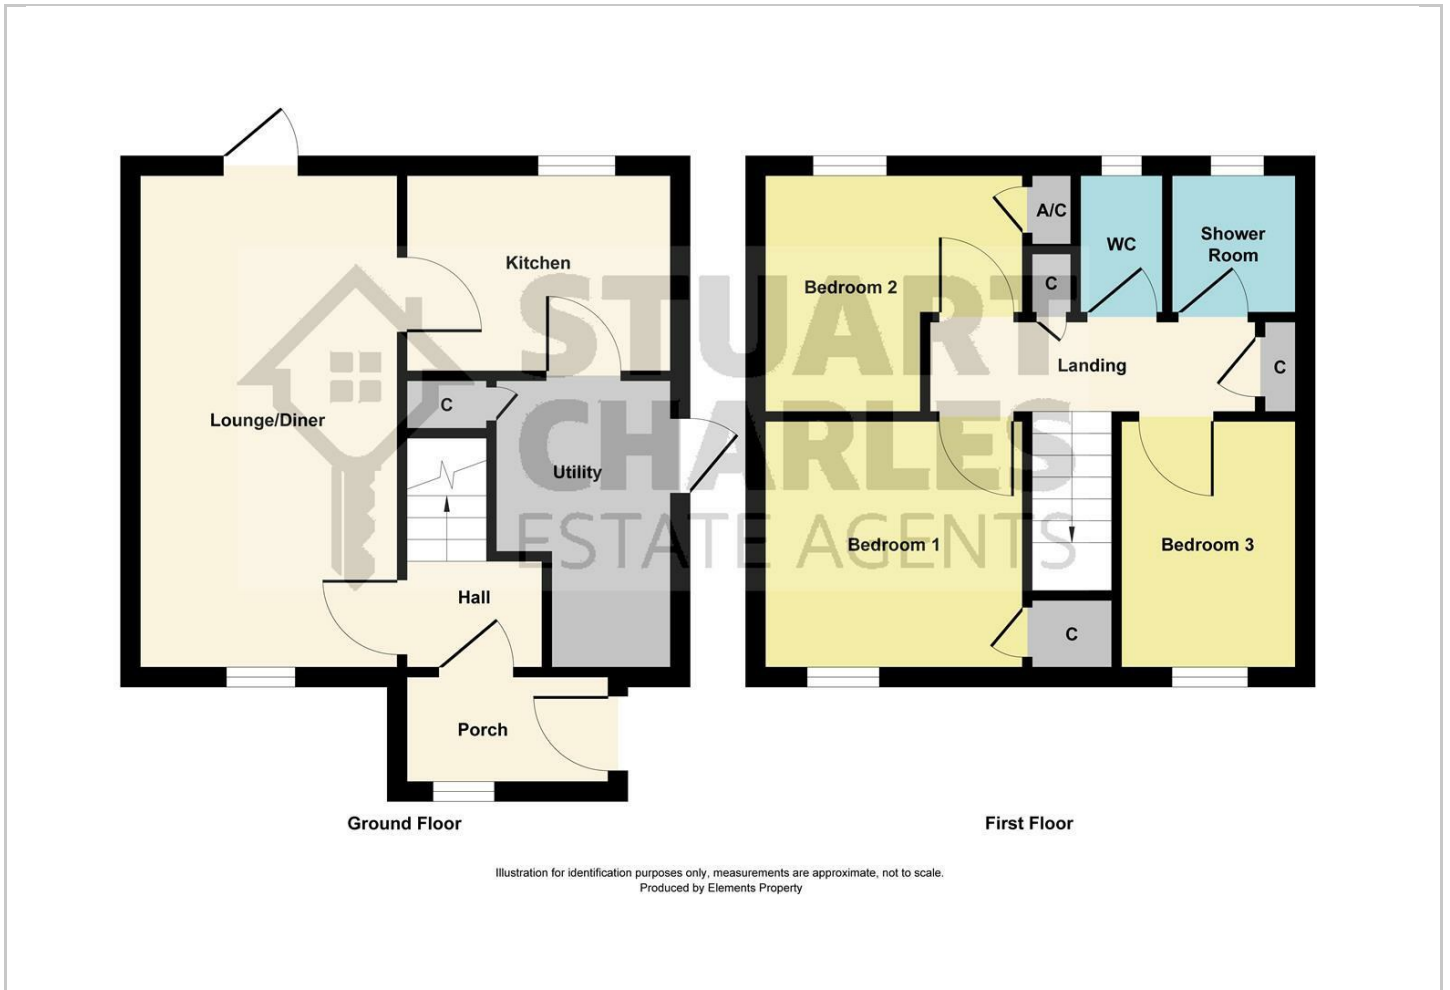 Lounge/Diner
Kitchen
C
Utility
Hall
Porch
Ground Floor
Bedroom 2
A/C
C
WC
Shower
Room
Landing
C
Bedroom 1
C
Bedroom 3
First Floor
STUART
CHARLES
ESTATE AGENTS
Illustration for identification purposes only, measurements are approximate, not to scale.
Produced by Elements Property